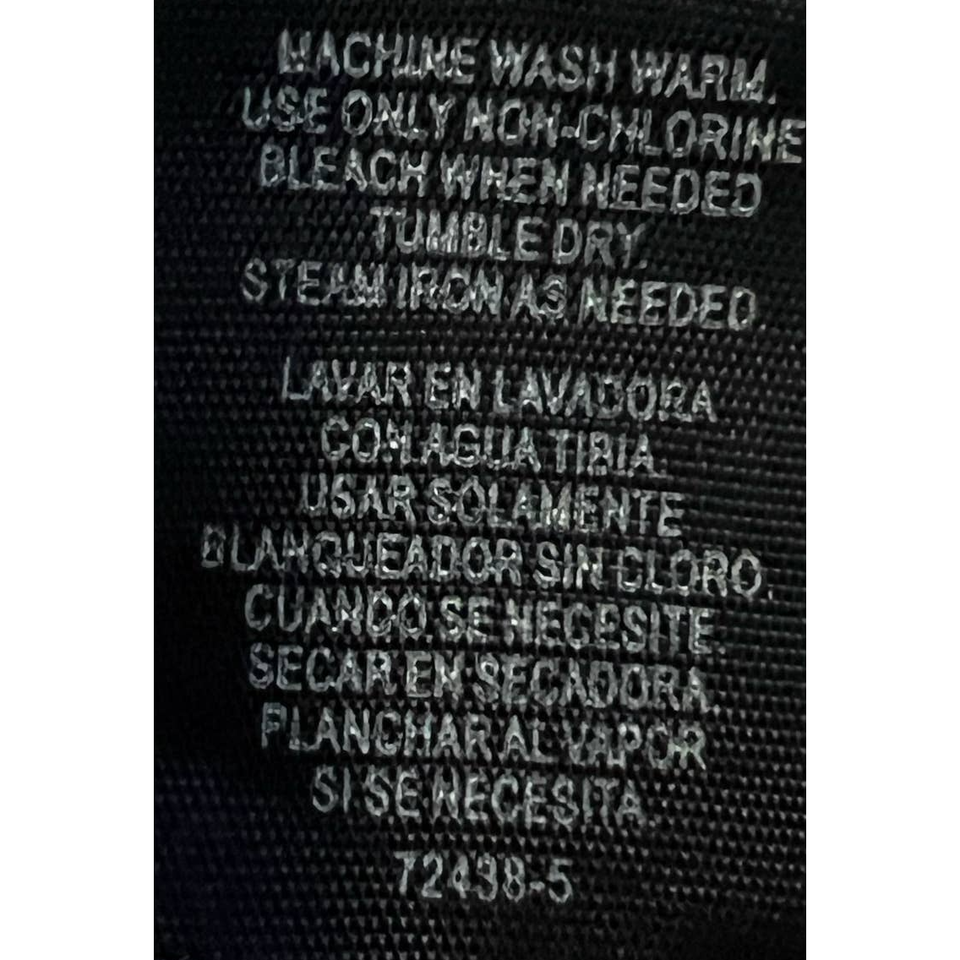 MACHINE WASH WARM.
USE ONLY NON-CHLORINE
BLEACH WHEN NEEDED
TUMBLE DRY.
STEAM IRON AS NEEDED.
LAVAR EN LAVADORA
CON AGUA TIBIA.
USAR SOLAMENTE
BLANQUEADOR SIN CLORO.
CUANDO SE NECESITE.
SECAR EN SECADORA.
PLANCHAR AL VAPOR
SI SE NECESITA.
72498-5